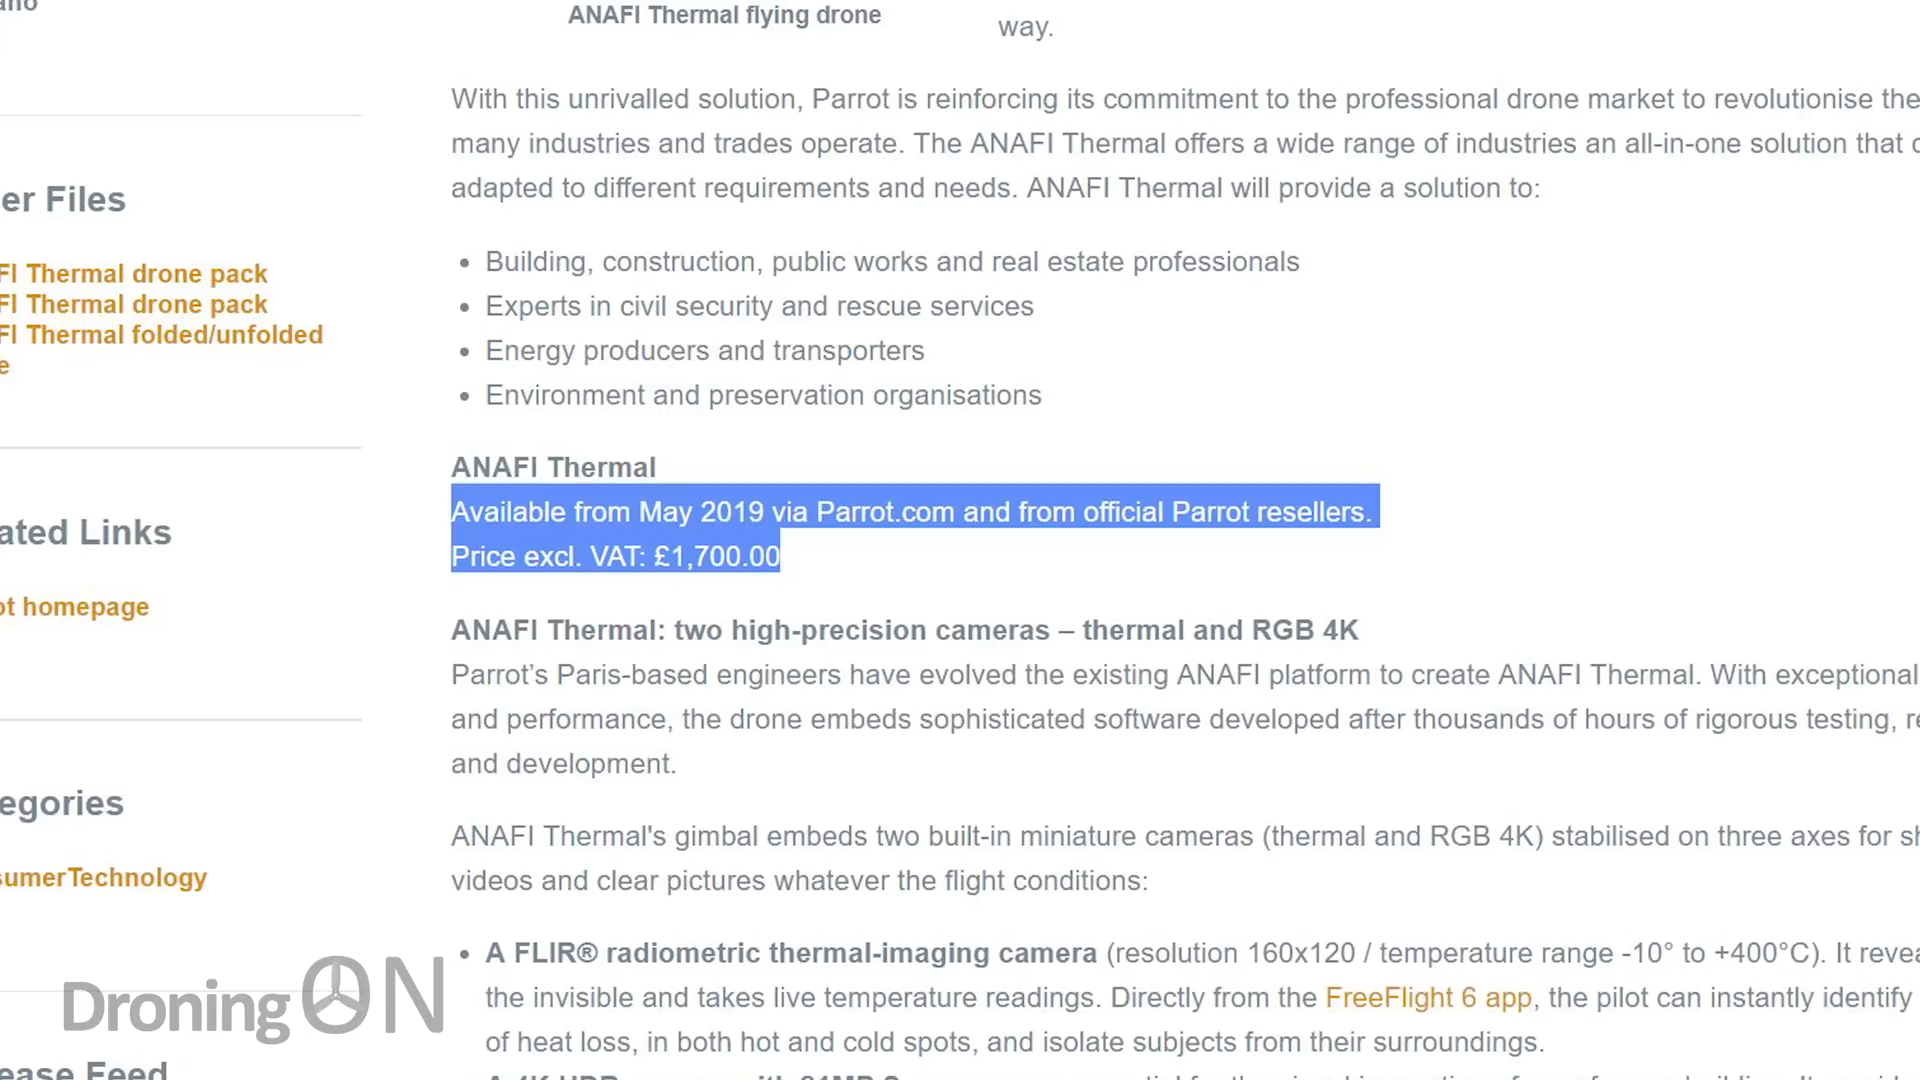 ANAFI Thermal flying drone
way.
With this unrivalled solution, Parrot is reinforcing its commitment to the professional drone market to revolutionise the
many industries and trades operate. The ANAFI Thermal offers a wide range of industries an all-in-one solution that
adapted to different requirements and needs. ANAFI Thermal will provide a solution to:
er Files
FI Thermal drone pack
FI Thermal drone pack
FI Thermal folded/unfolded
e
• Building, construction, public works and real estate professionals
• Experts in civil security and rescue services
• Energy producers and transporters
• Environment and preservation organisations
ANAFI Thermal
Available from May 2019 via Parrot.com and from official Parrot resellers.
Price excl. VAT: £1,700.00
ated Links
ot homepage
ANAFI Thermal: two high-precision cameras – thermal and RGB 4K
Parrot’s Paris-based engineers have evolved the existing ANAFI platform to create ANAFI Thermal. With exceptional
and performance, the drone embeds sophisticated software developed after thousands of hours of rigorous testing,
and development.
egories
sumerTechnology
ANAFI Thermal's gimbal embeds two built-in miniature cameras (thermal and RGB 4K) stabilised on three axes for
videos and clear pictures whatever the flight conditions:
• A FLIR® radiometric thermal-imaging camera (resolution 160x120 / temperature range -10° to +400°C). It
the invisible and takes live temperature readings. Directly from the FreeFlight 6 app, the pilot can instantly identify
of heat loss, in both hot and cold spots, and isolate subjects from their surroundings.
DroningON
ease Feed